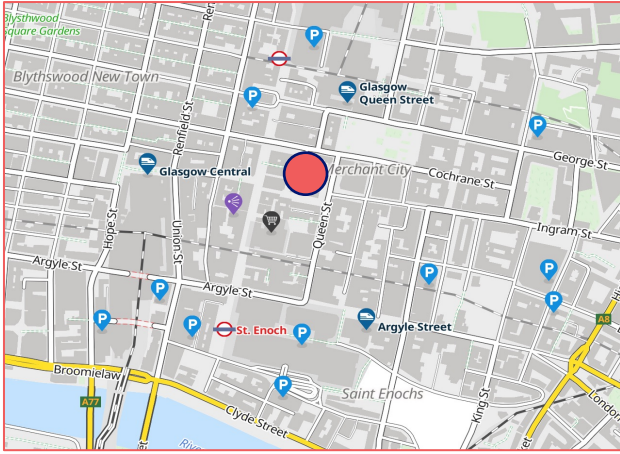 Blythswood
Square Gardens
Renf
P
Blythswood New Town
Glasgow
Queen Street
P
Renfield St
P
George St
Glasgow Central
Merchant City
Cochrane St
Hope St
Union St
Queen St
Ingram St
Argyle St
P
P
Argyle St
P
P
P
P
St. Enoch
P
Argyle Street
A8
Broomielaw
P
Saint Enochs
A77
Clyde Street
King St
London